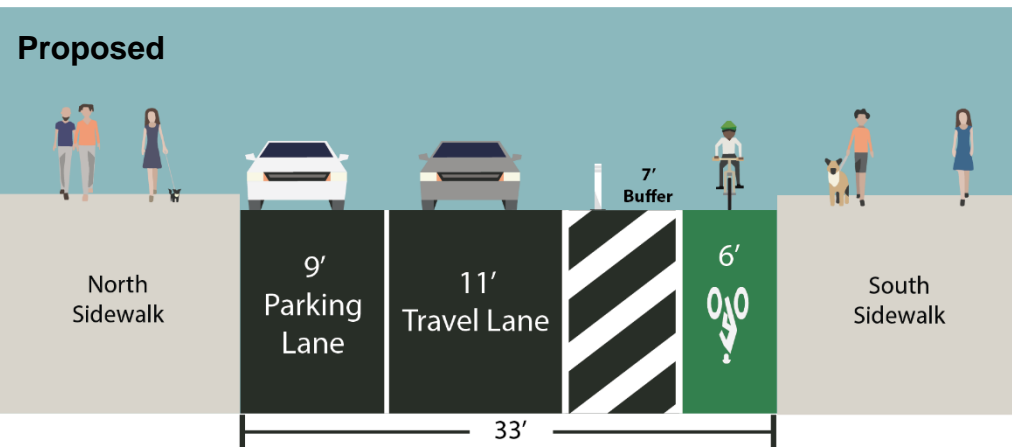 Proposed
7’
Buffer
North
Sidewalk
9’
Parking
Lane
11’
Travel Lane
6’
South
Sidewalk
33’